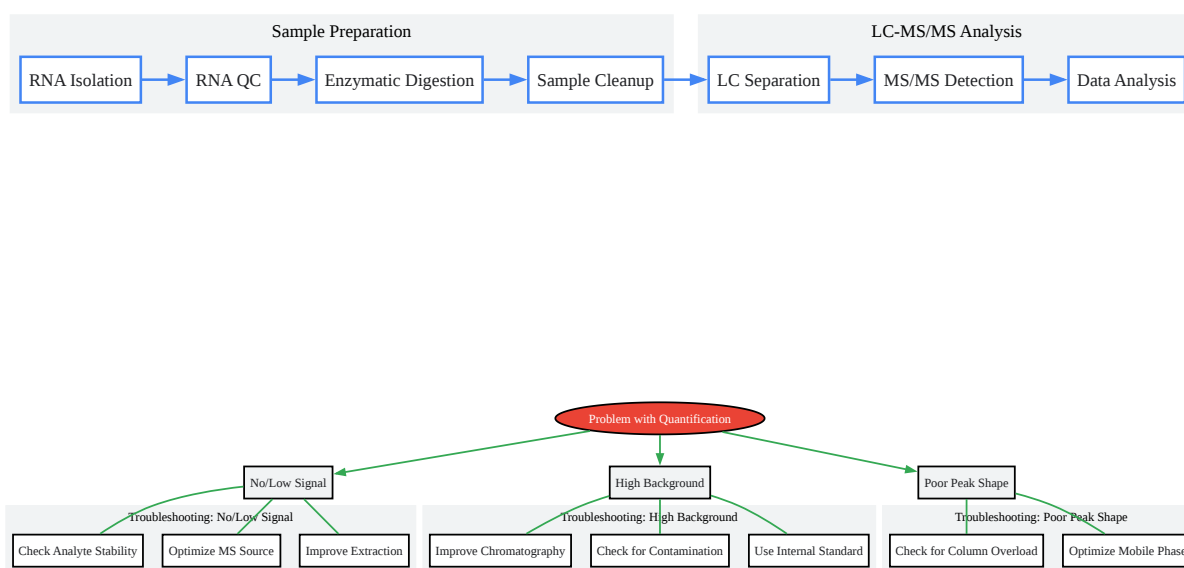 Sample Preparation
LC-MS/MS Analysis
RNA Isolation
RNA QC
Enzymatic Digestion
Sample Cleanup
LC Separation
MS/MS Detection
Data Analysis
Problem with Quantification
No/Low Signal
High Background
Poor Peak Shape
Troubleshooting: No/Low Signal
Troubleshooting: High Background
Troubleshooting: Poor Peak Shape
Check Analyte Stability
Optimize MS Source
Improve Extraction
Improve Chromatography
Check for Contamination
Use Internal Standard
Check for Column Overload
Optimize Mobile Phase